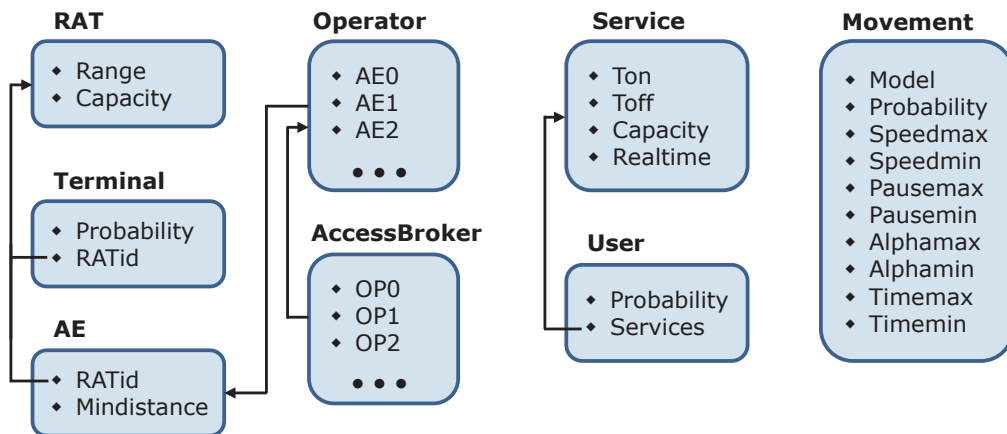 RAT
Range
Capacity
Terminal
Probability
RATid
AE
RATid
Mindistance
Operator
AE0
AE1
AE2
• • •
AccessBroker
OP0
OP1
OP2
• • •
Service
Ton
Toff
Capacity
Realtime
User
Probability
Services
Movement
Model
Probability
Speedmax
Speedmin
Pausemax
Pausemin
Alphamax
Alphamin
Timemax
Timemin